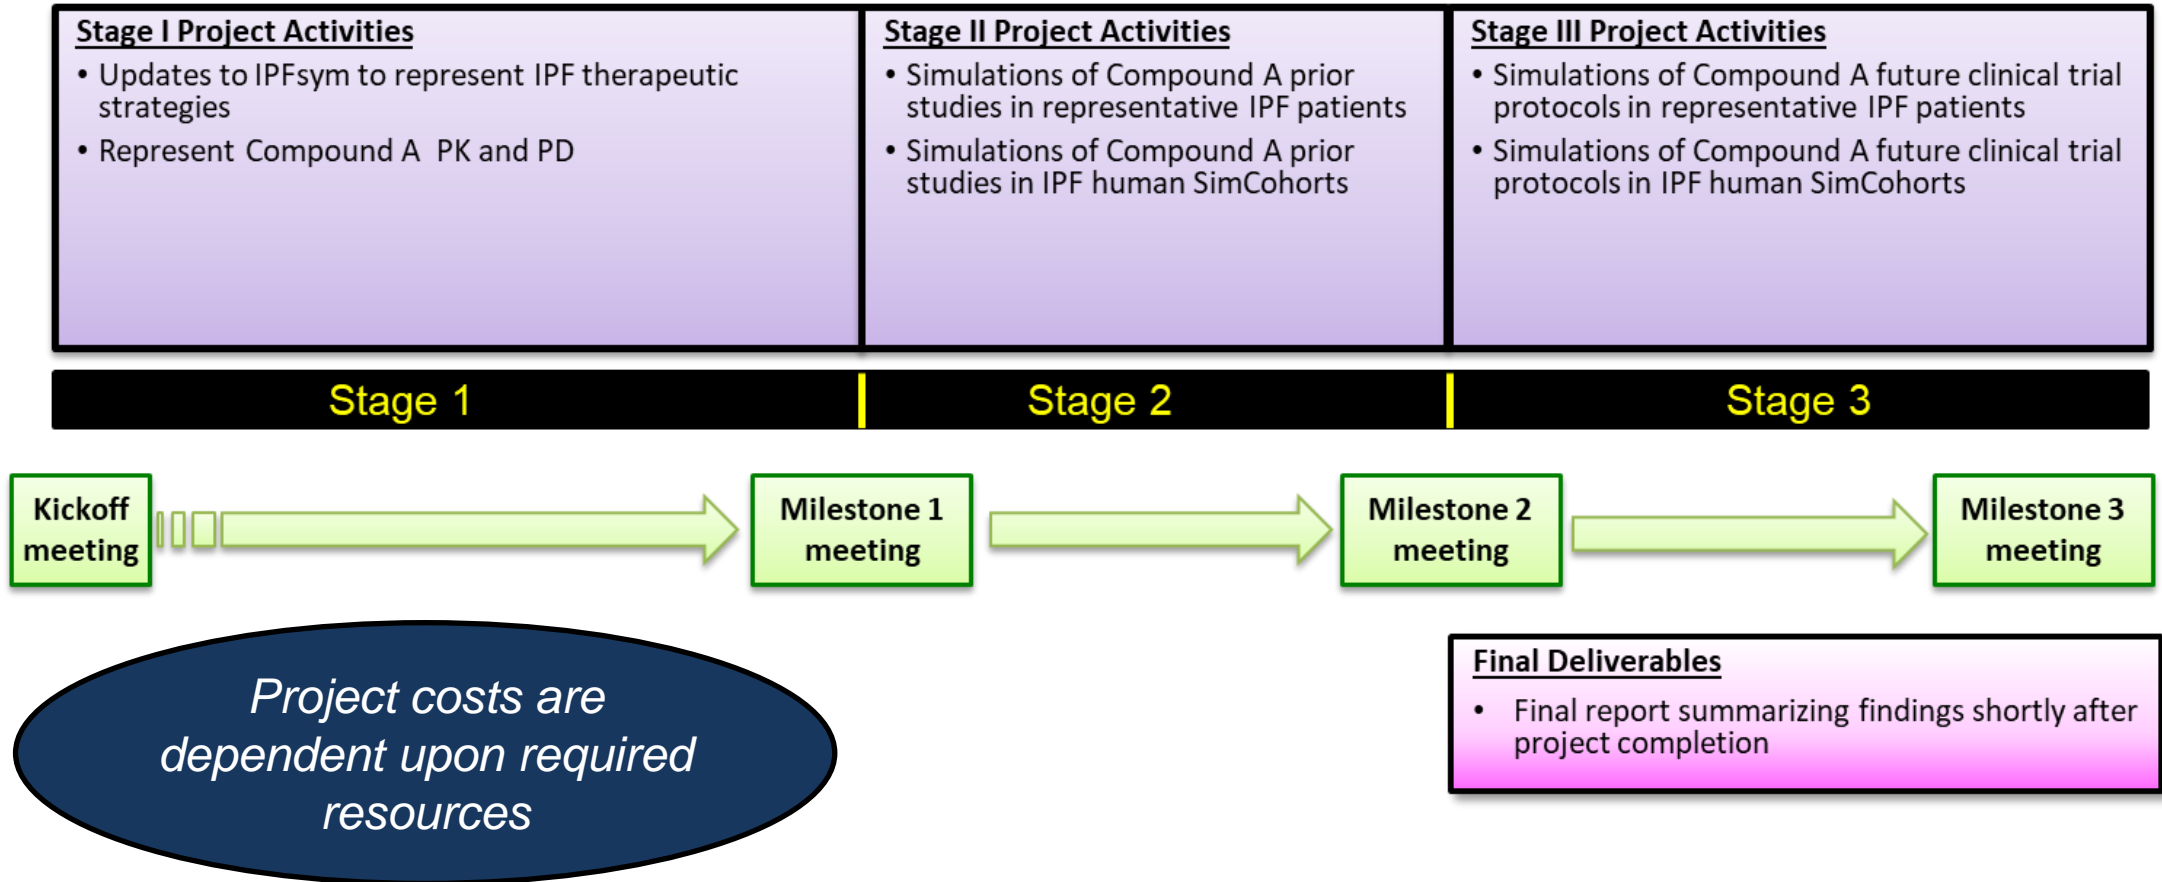 Stage I Project Activities
• Updates to IPFsym to represent IPF therapeutic
strategies
• Represent Compound A PK and PD
Stage II Project Activities
• Simulations of Compound A prior
studies in representative IPF patients
• Simulations of Compound A prior
studies in IPF human SimCohorts
Stage III Project Activities
• Simulations of Compound A future clinical trial
protocols in representative IPF patients
• Simulations of Compound A future clinical trial
protocols in IPF human SimCohorts
Stage 1
Stage 2
Stage 3
Kickoff
meeting
Milestone 1
meeting
Milestone 2
meeting
Milestone 3
meeting
Project costs are
dependent upon required
resources
Final Deliverables
• Final report summarizing findings shortly after
project completion